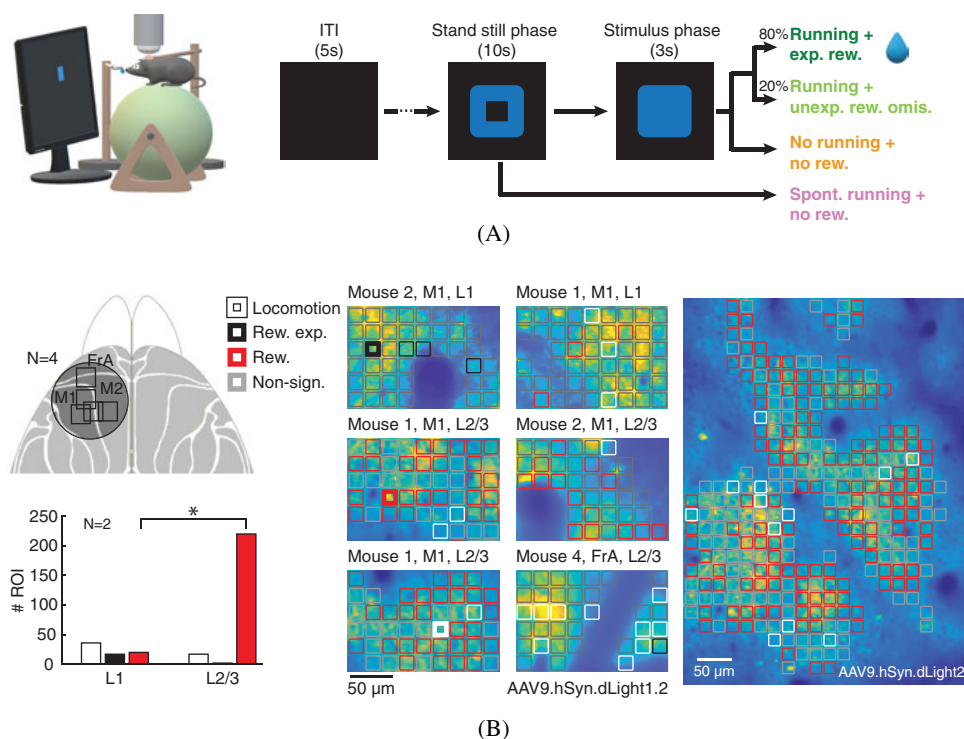 ITI
(5s)
Stand still phase
(10s)
Stimulus phase
(3s)
80%
Running +
exp. rew.
20%
Running +
unexp. rew. omis.
No running +
no rew.
Spont. running +
no rew.
(A)
N=4
FrA
M1
M2
Locomotion
Rew. exp.
Rew.
Non-sign.
Mouse 2, M1, L1
Mouse 1, M1, L1
Mouse 1, M1, L2/3
Mouse 2, M1, L2/3
Mouse 1, M1, L2/3
Mouse 4, FrA, L2/3
50 µm
AAV9.hSyn.dLight1.2
50 µm
AAV9.hSyn.dLight2
# ROI
250
200
150
100
50
0
N=2
*
L1
L2/3
(B)